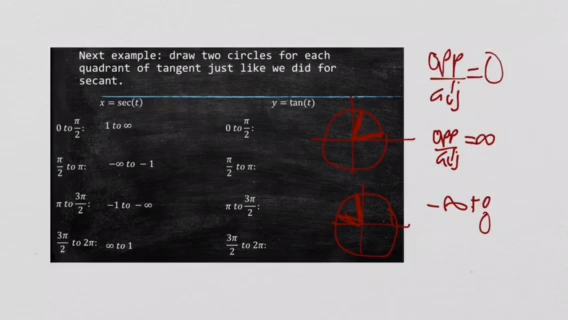 Next example: draw two circles for each
quadrant of tangent just like we did for
secant.
x = sec(t) y = tan(t)
0 to π/2: 1 to ∞ 0 to π/2:
π/2 to π: −∞ to − 1 π/2 to π:
π to 3π/2: −1 to − ∞ π to 3π/2:
3π/2 to 2π: ∞ to 1 3π/2 to 2π:
opp/adj = 0
opp/adj = ∞
-∞ to
0